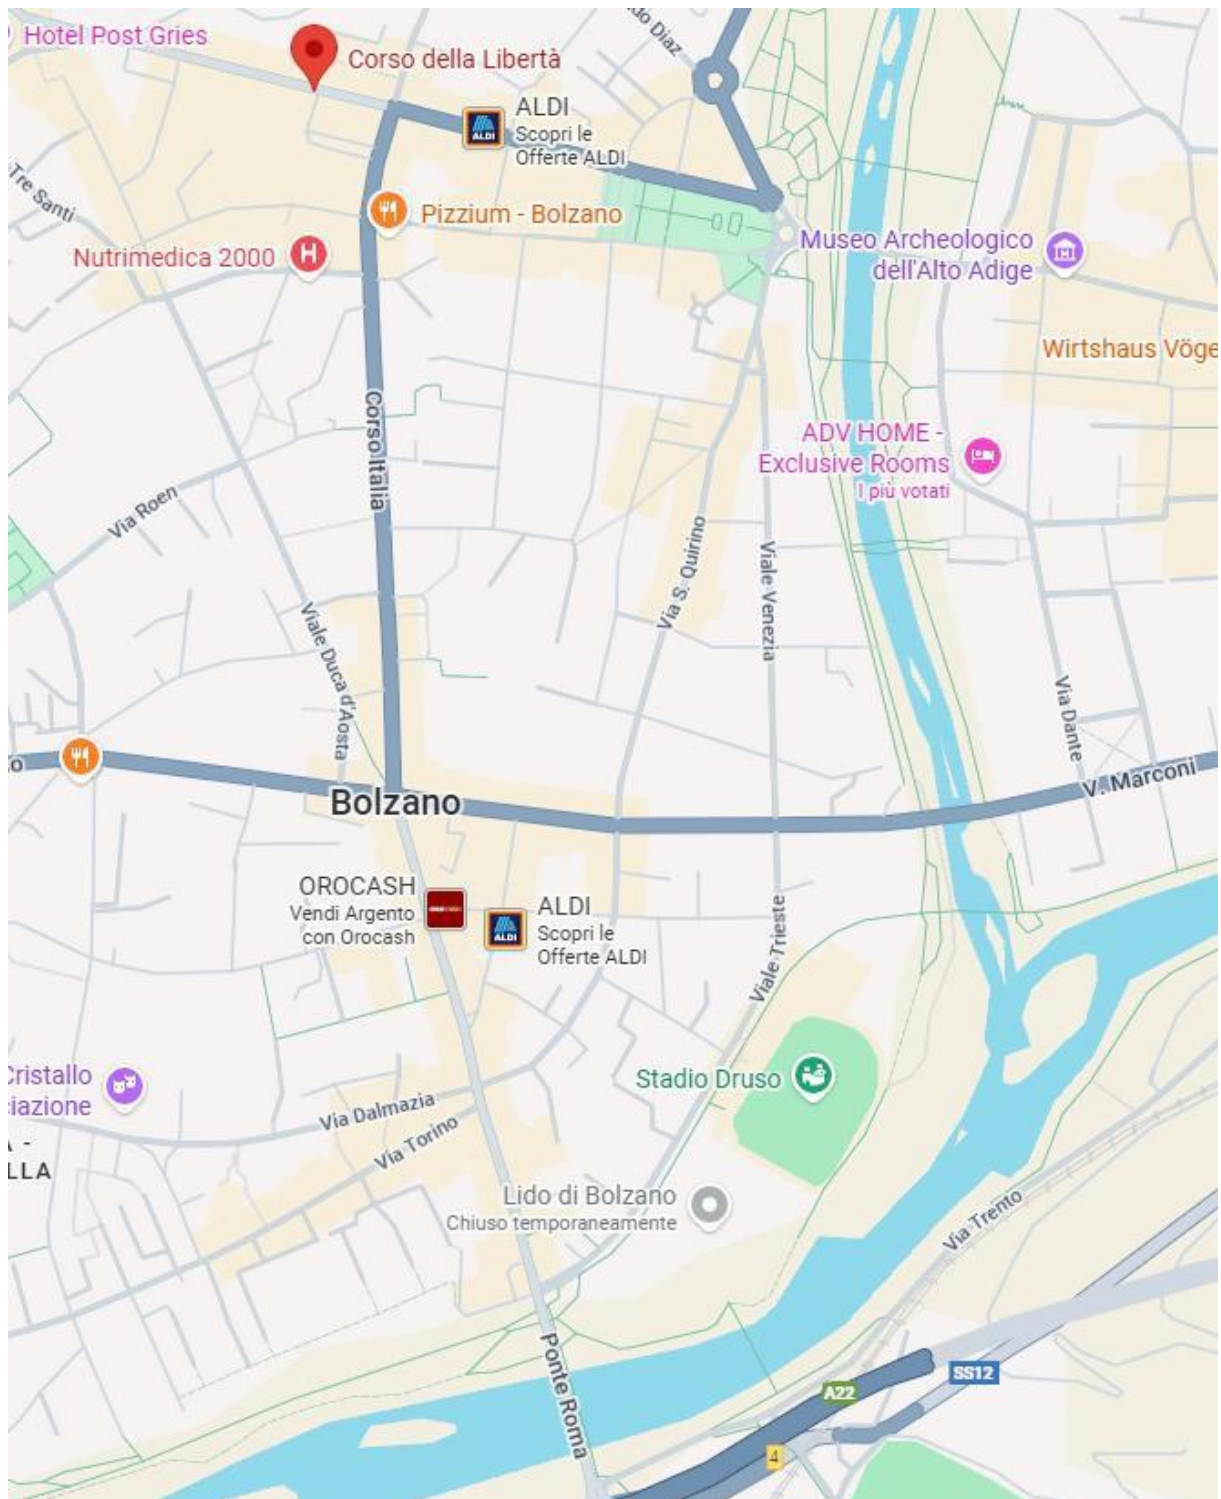 Hotel Post Gries
do Diaz
Corso della Libertà
ALDI
Scopri le
Offerte ALDI
Tre Santi
Pizzium - Bolzano
Nutrimedica 2000
Museo Archeologico
dell'Alto Adige
Wirtshaus Vöge
Corso Italia
ADV HOME -
Exclusive Rooms
I più votati
Via Roen
Via S. Quirino
Viale Venezia
Viale Duca d'Aosta
Via Dante
V. Marconi
Bolzano
OROCASH
Vendi Argento
con Orocash
ALDI
Scopri le
Offerte ALDI
Viale Trieste
Cristallo
ciazione
Stadio Druso
Via Dalmazia
Via Torino
LLA
Lido di Bolzano
Chiuso temporaneamente
Via Trento
Ponte Roma
SS12
A22
4